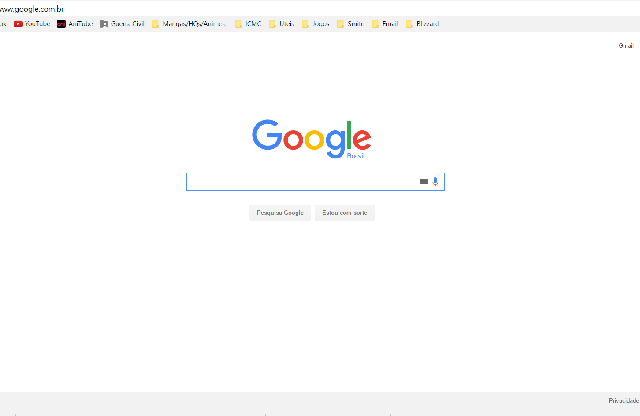 www.google.com.br
YouTube AniTube Guerra Civil Mangas/HQs/Animes ICMC Uteis Jogos Smite Email Blizzard
Gmail
Google
Brasil
Pesquisa Google Estou com sorte
Privacidade